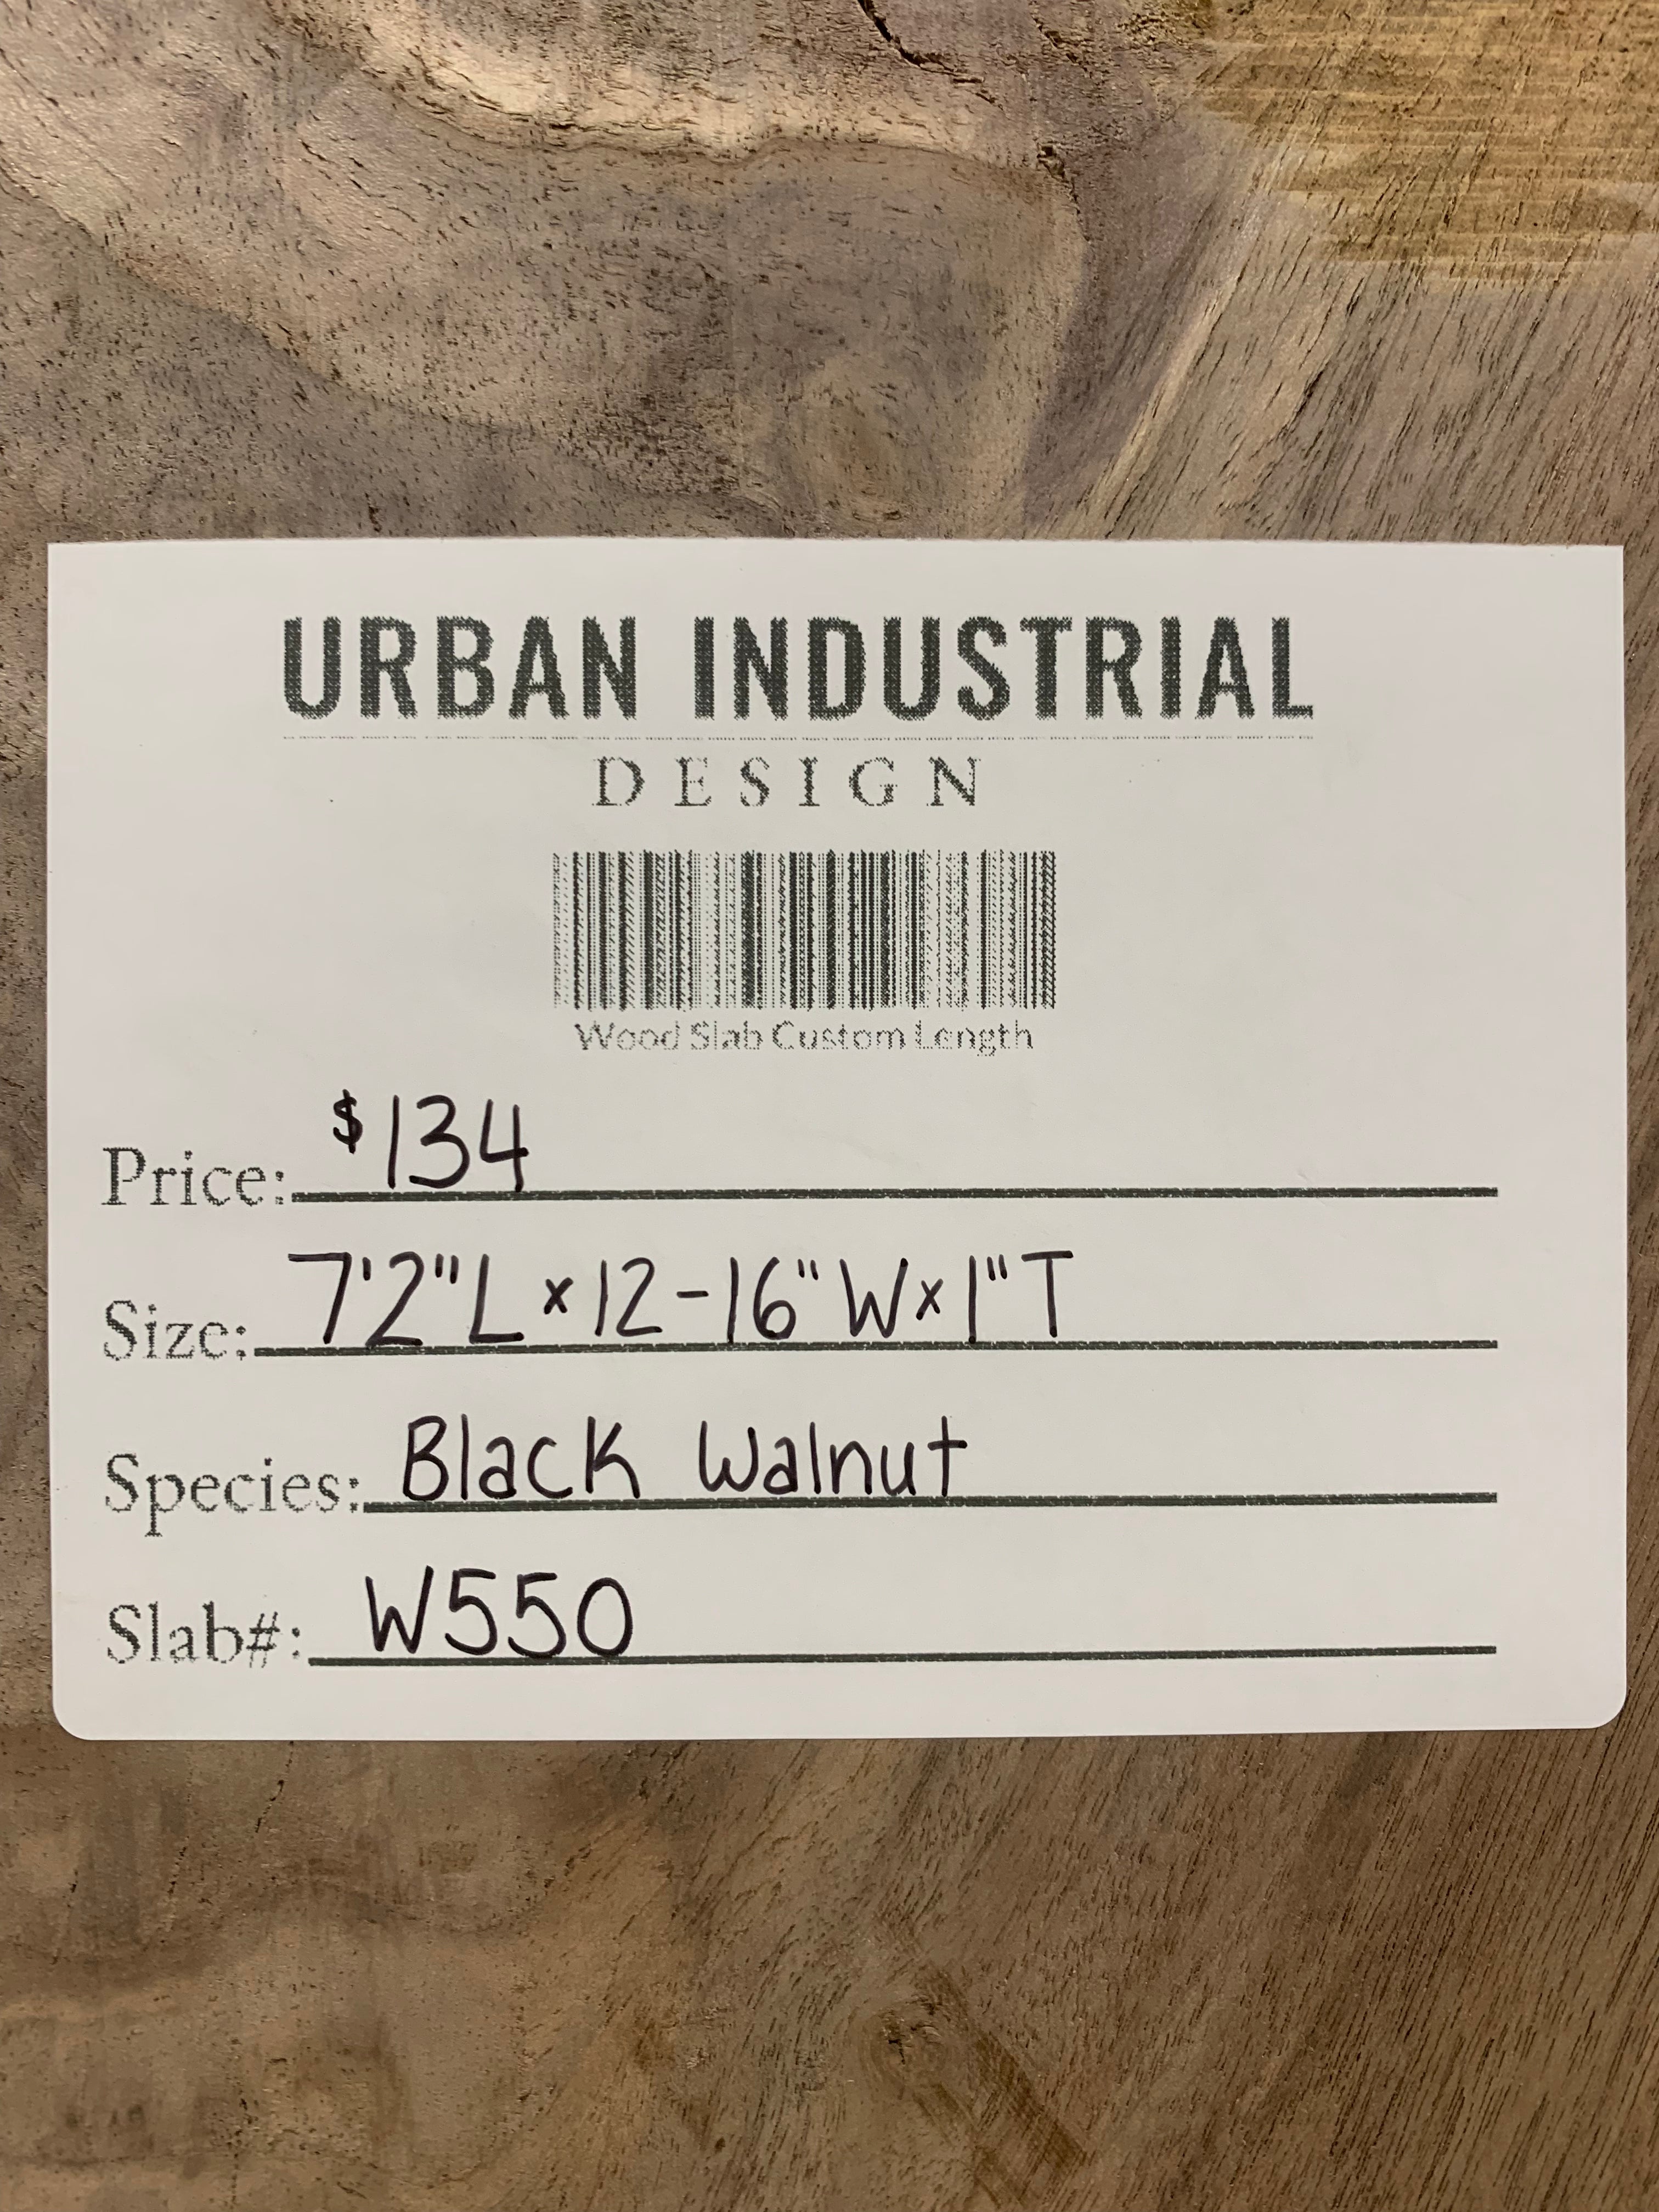 URBAN INDUSTRIAL
DESIGN
Wood Slab Custom Length
Price: $134
Size: 7'2"L x 12-16" W x 1" T
Species: Black Walnut
Slab#: W550